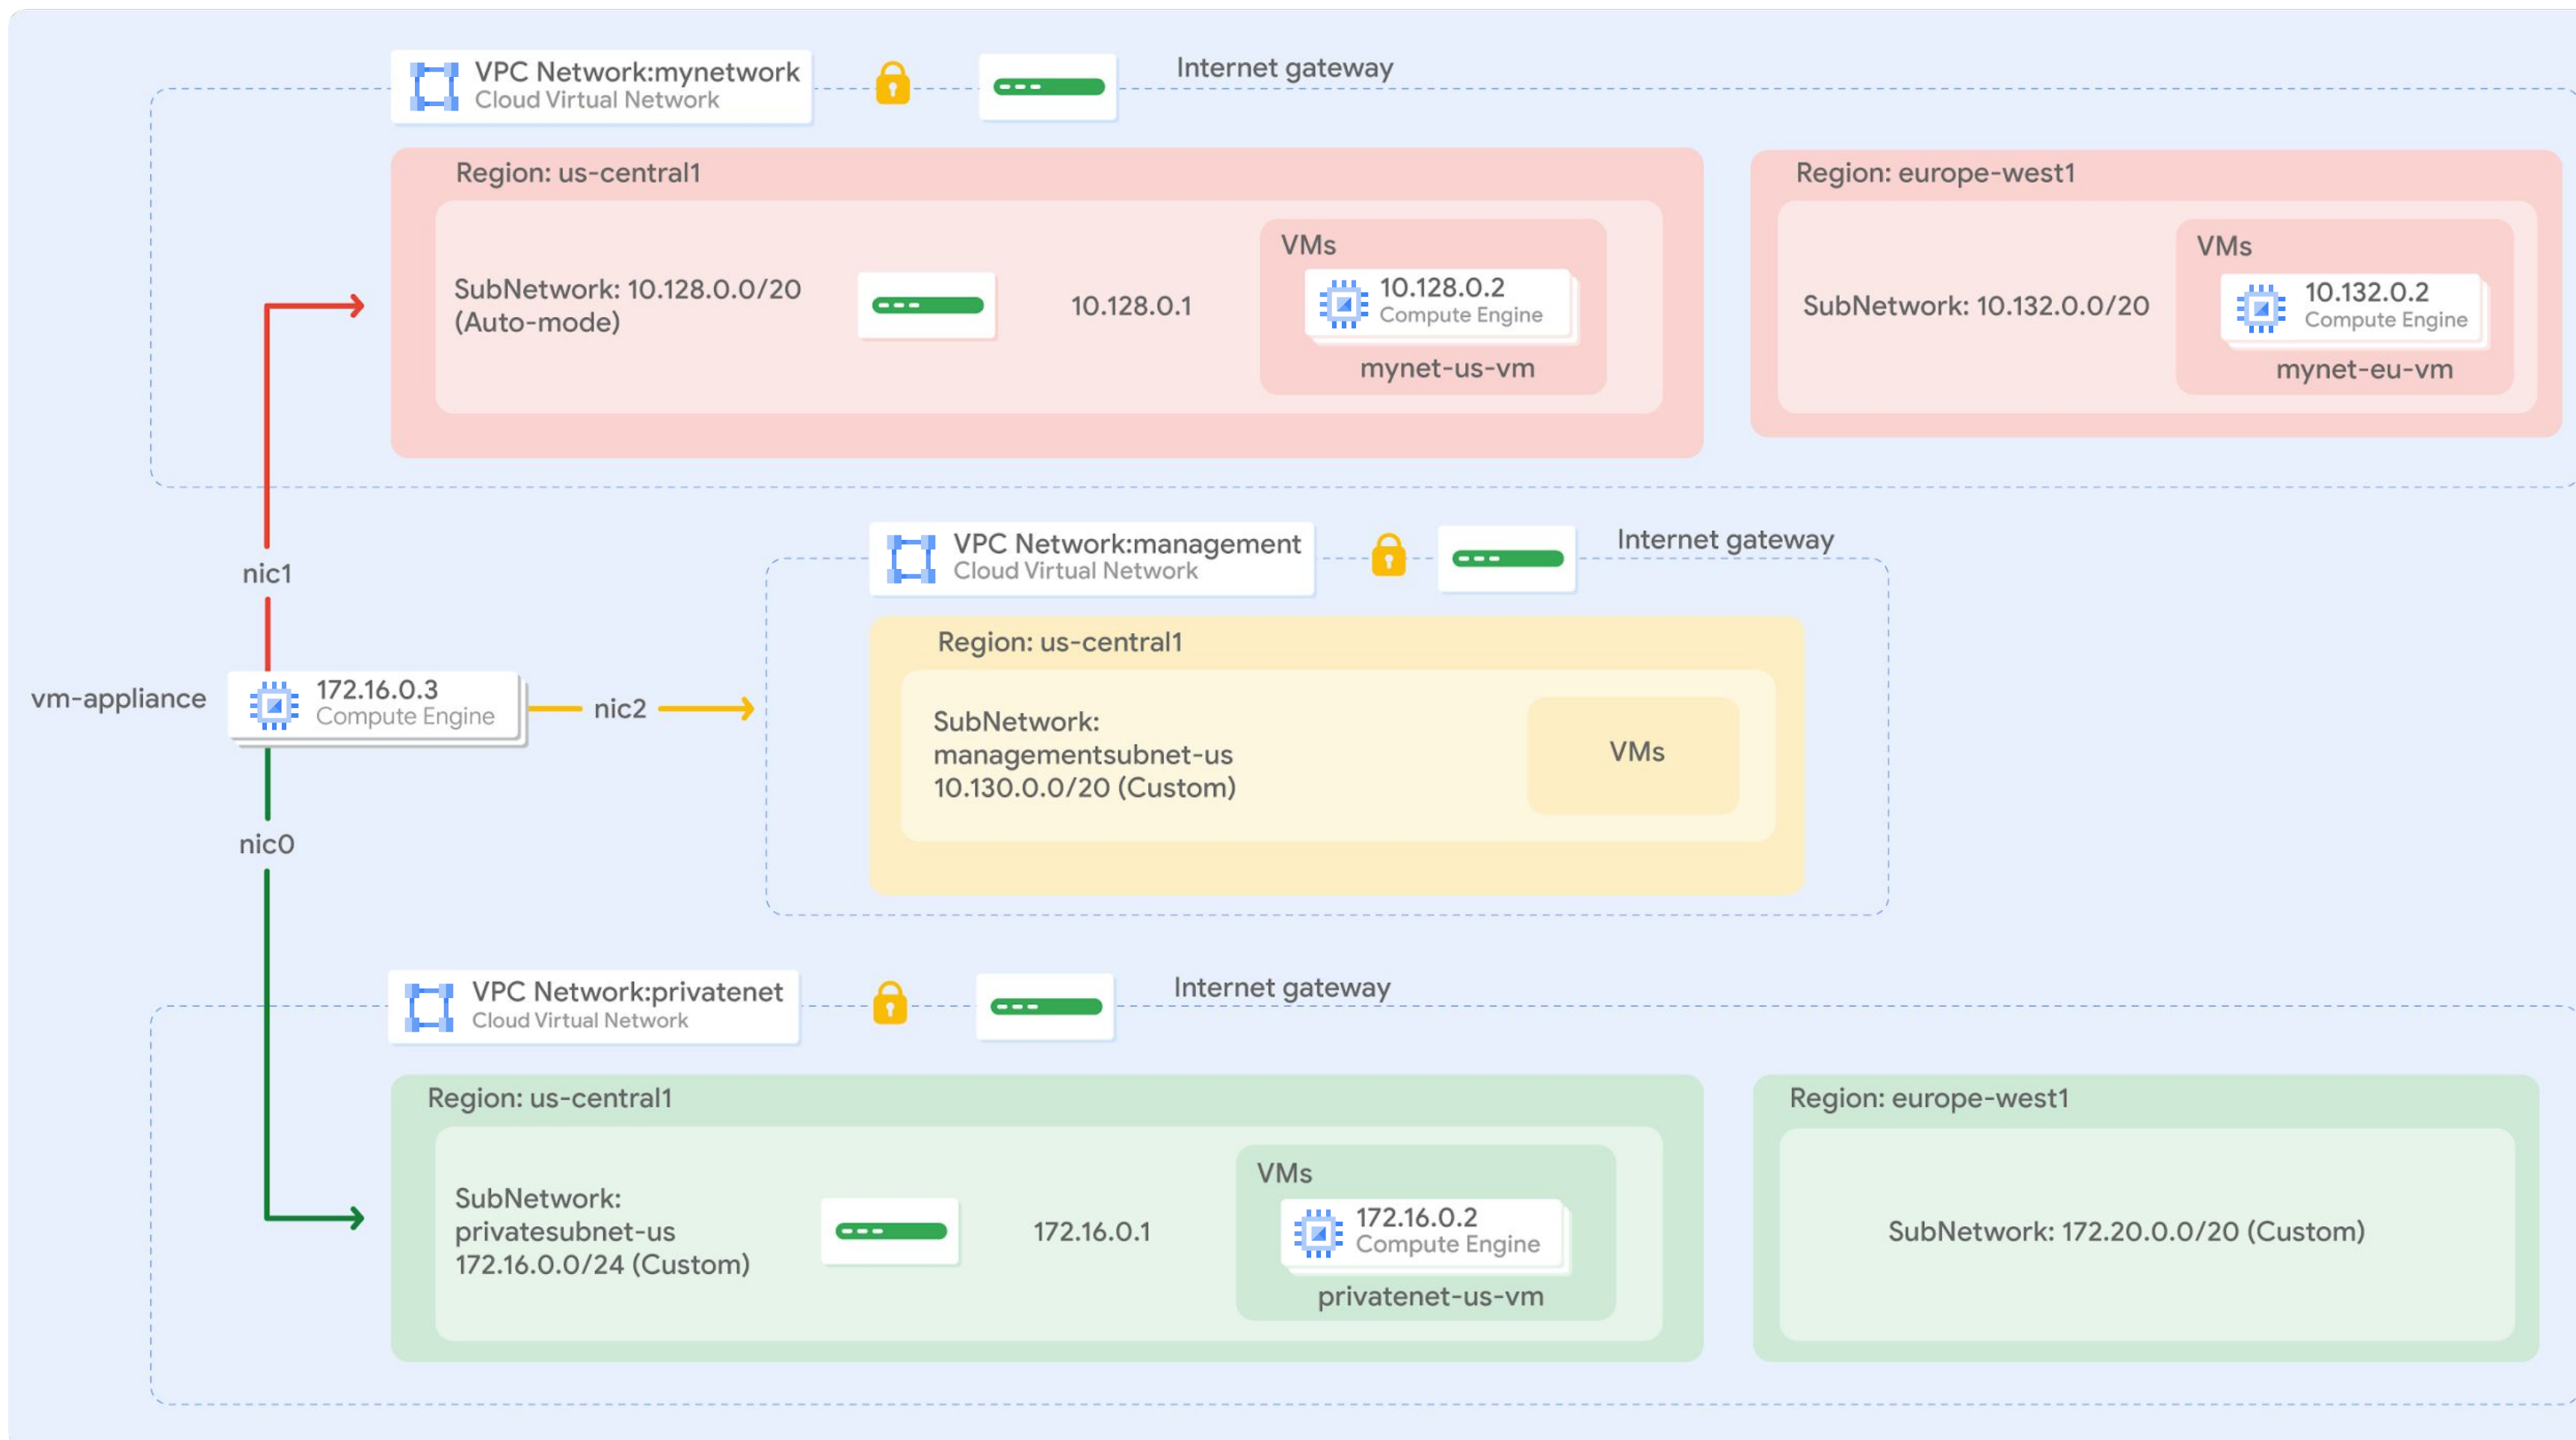 VPC Network:mynetwork
Cloud Virtual Network
Internet gateway
Region: us-central1
SubNetwork: 10.128.0.0/20
(Auto-mode)
10.128.0.1
VMs
10.128.0.2
Compute Engine
mynet-us-vm
Region: europe-west1
SubNetwork: 10.132.0.0/20
VMs
10.132.0.2
Compute Engine
mynet-eu-vm
nic1
vm-appliance
172.16.0.3
Compute Engine
nic2
nic0
VPC Network:management
Cloud Virtual Network
Internet gateway
Region: us-central1
SubNetwork:
managementsubnet-us
10.130.0.0/20 (Custom)
VMs
VPC Network:privatenet
Cloud Virtual Network
Internet gateway
Region: us-central1
SubNetwork:
privatesubnet-us
172.16.0.0/24 (Custom)
172.16.0.1
VMs
172.16.0.2
Compute Engine
privatenet-us-vm
Region: europe-west1
SubNetwork: 172.20.0.0/20 (Custom)